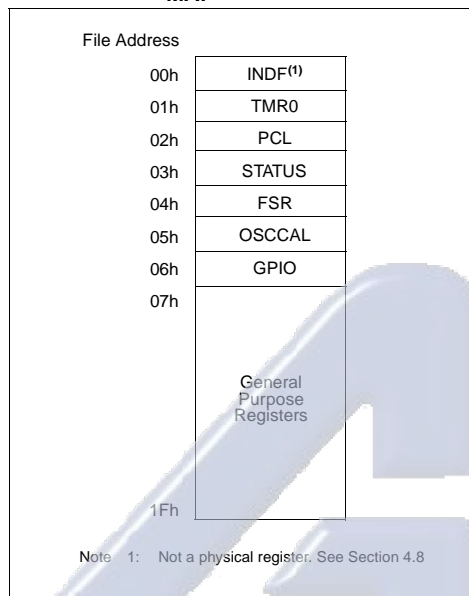 File Address
00h INDF(1)
01h TMR0
02h PCL
03h STATUS
04h FSR
05h OSCCAL
06h GPIO
07h
General
Purpose
Registers
1Fh
Note 1: Not a physical register. See Section 4.8